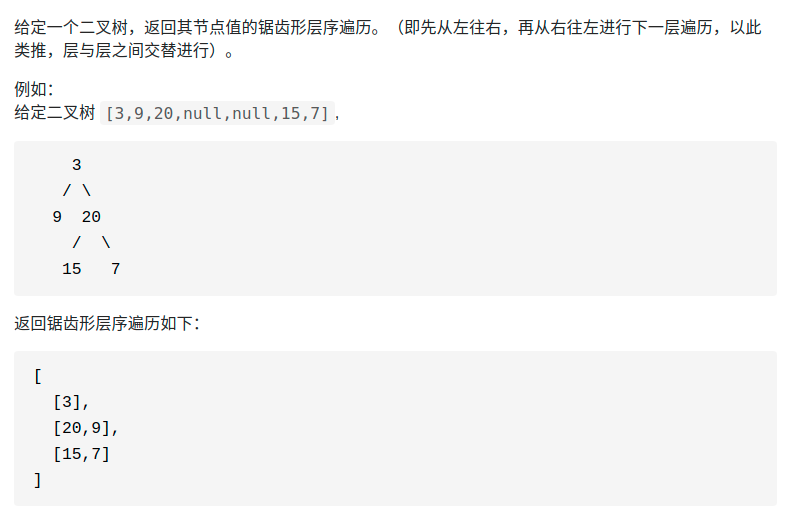 给定一个二叉树，返回其节点值的锯齿形层序遍历。（即先从左往右，再从右往左进行下一层遍历，以此
类推，层与层之间交替进行）。
例如：
给定二叉树 [3,9,20,null,null,15,7],
    3
   / \
  9  20
    /  \
   15   7
返回锯齿形层序遍历如下：
[
  [3],
  [20,9],
  [15,7]
]